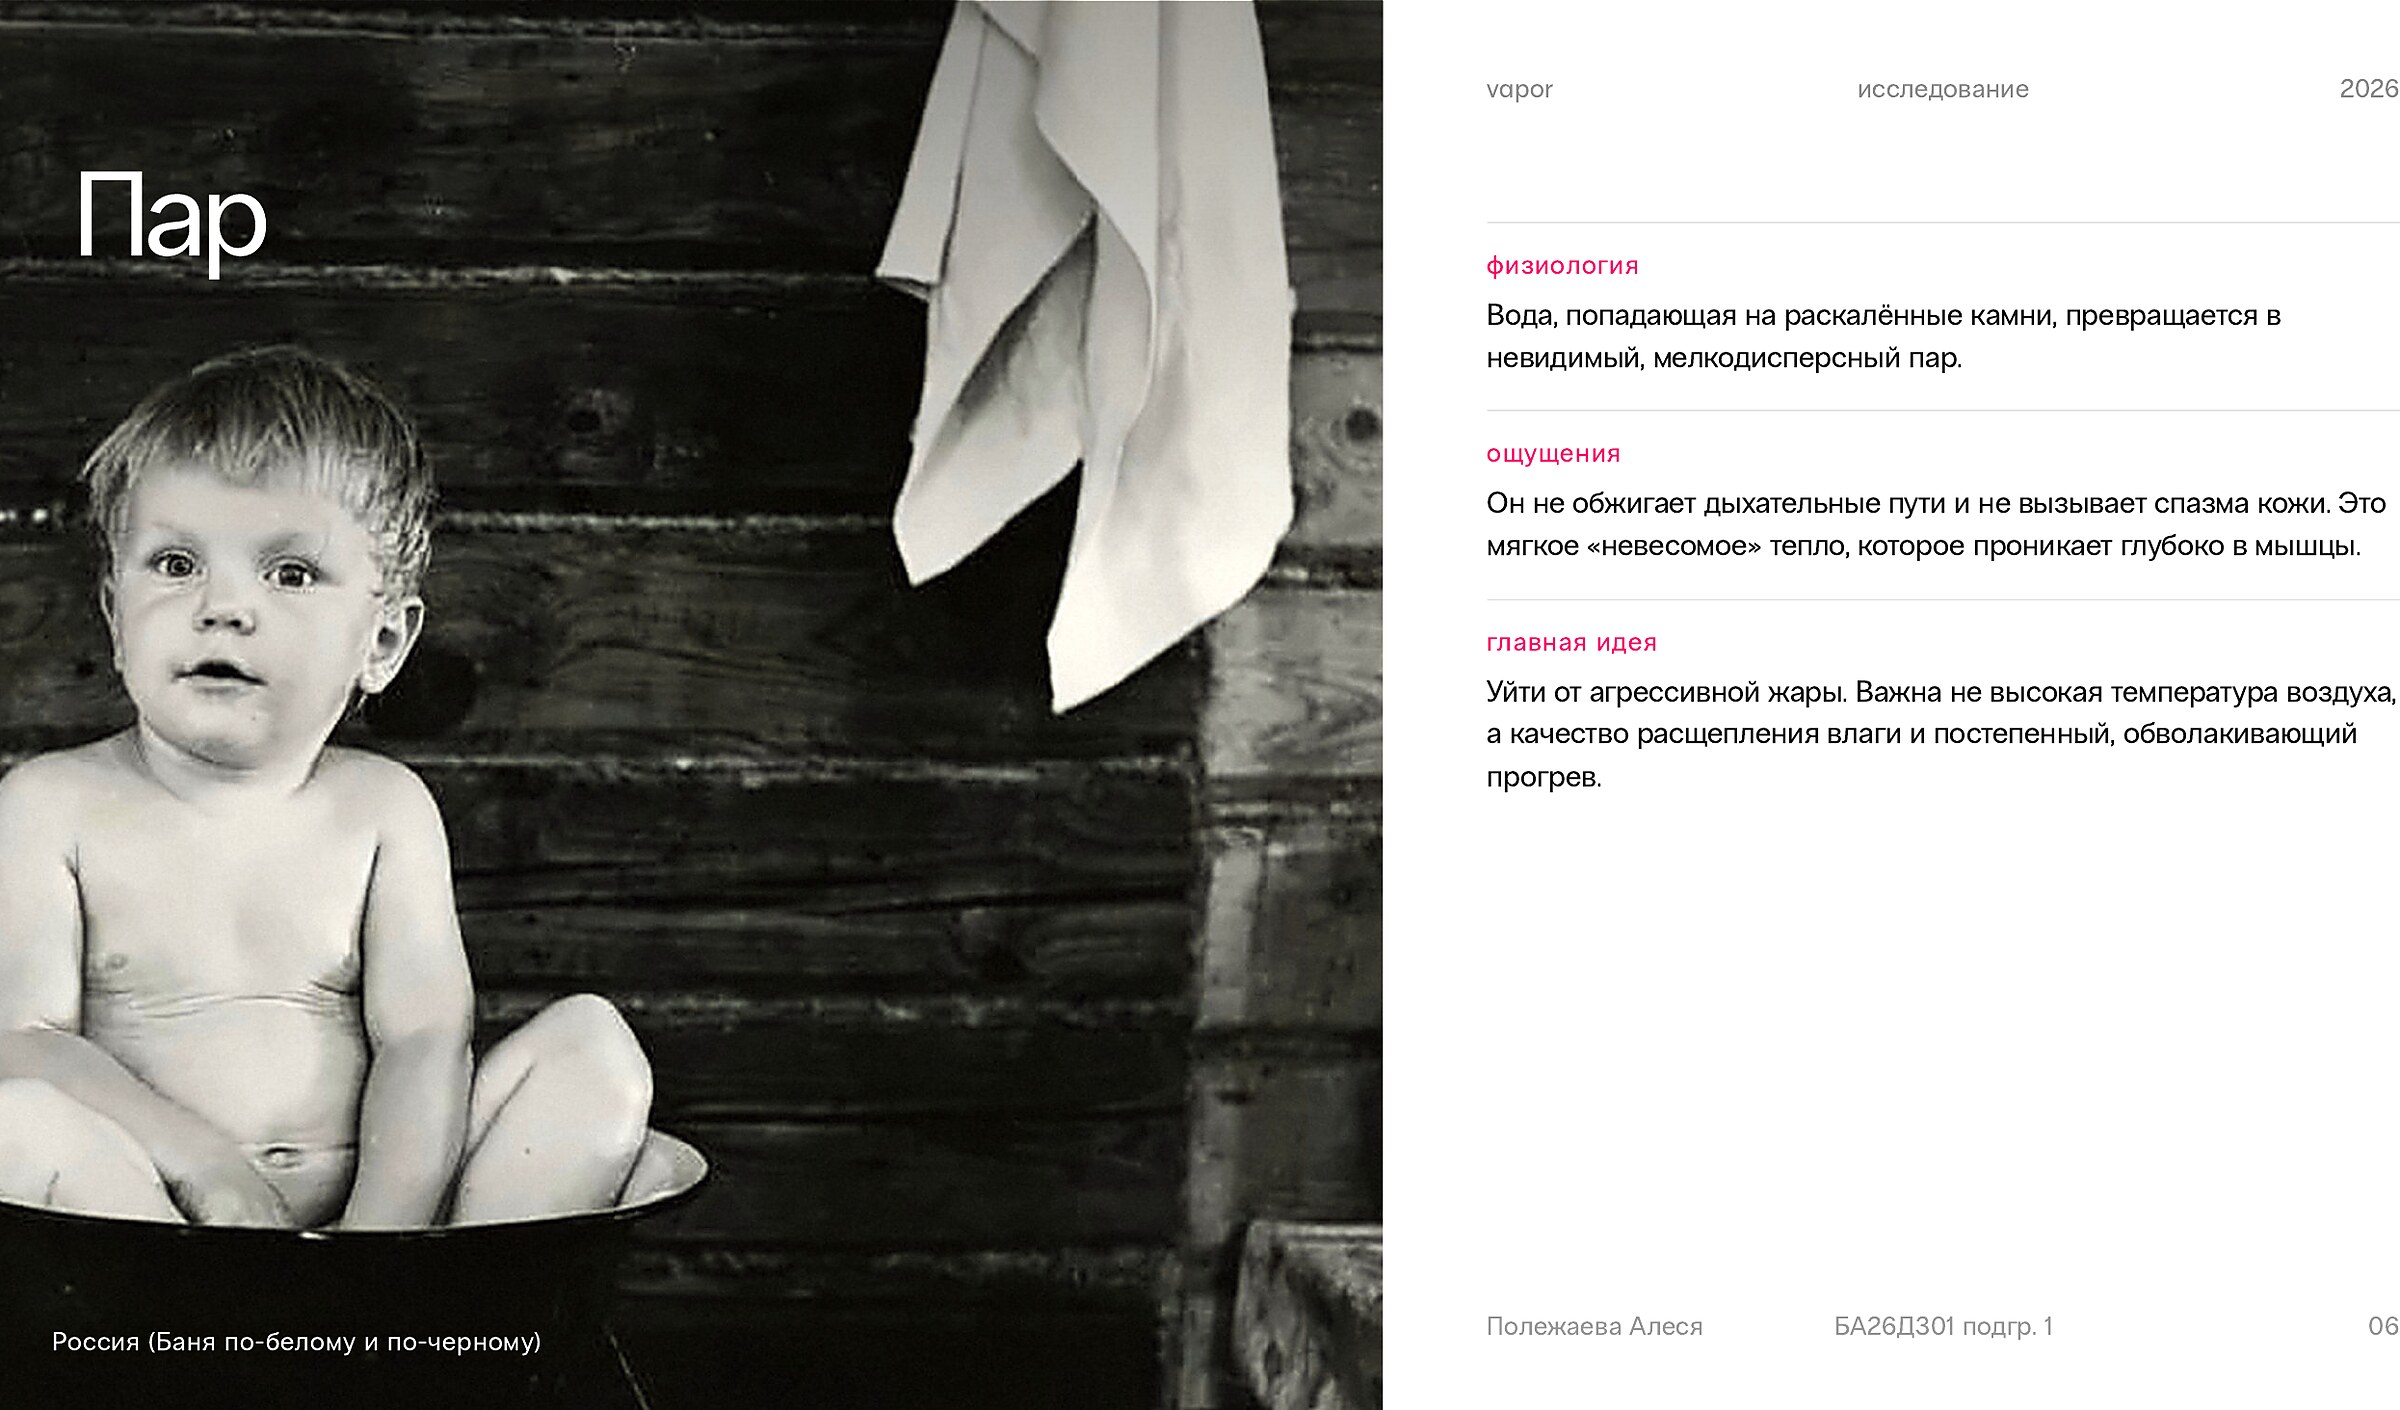 Пар
Россия (Баня по-белому и по-черному)
vapor исследование 2026
физиология
Вода, попадающая на раскалённые камни, превращается в
невидимый, мелкодисперсный пар.
ощущения
Он не обжигает дыхательные пути и не вызывает спазма кожи. Это
мягкое «невесомое» тепло, которое проникает глубоко в мышцы.
главная идея
Уйти от агрессивной жары. Важна не высокая температура воздуха,
а качество расщепления влаги и постепенный, обволакивающий
прогрев.
Полежаева Алеся БА26Д301 подгр. 1 06